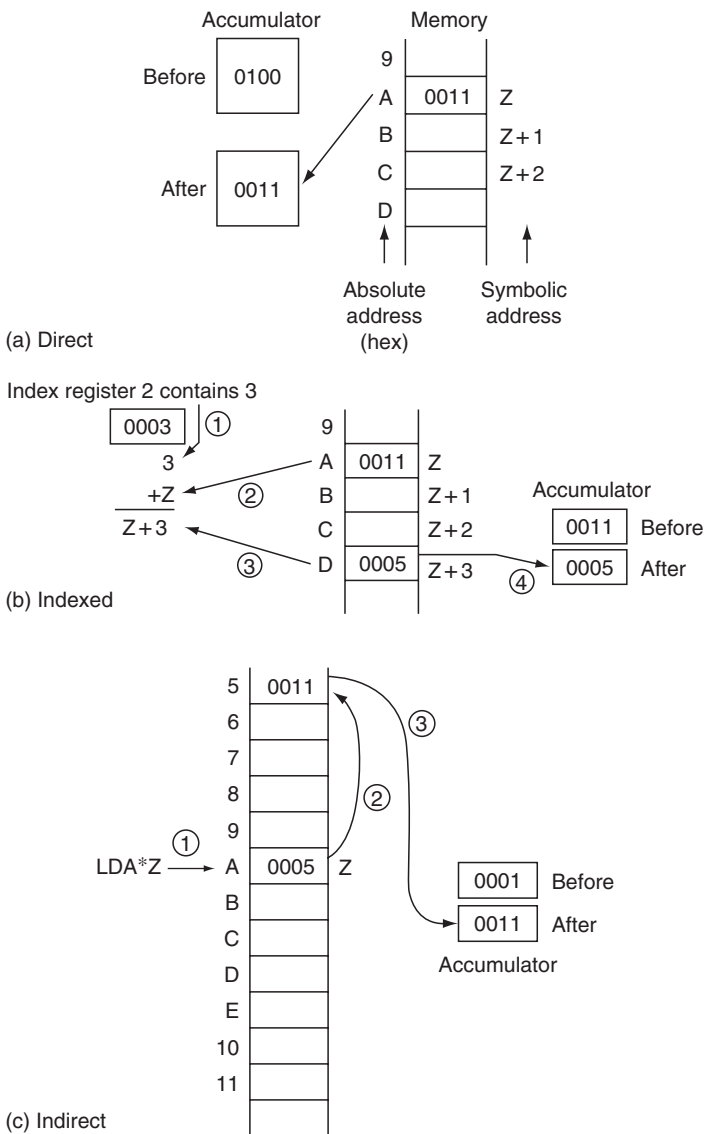 Accumulator
Memory
Before
0100
9
A
0011
Z
B
Z+1
After
0011
C
Z+2
D
Absolute
address
(hex)
Symbolic
address
(a) Direct
Index register 2 contains 3
0003
1
3
+Z
Z+3
2
3
9
A
0011
Z
B
Z+1
C
Z+2
D
0005
Z+3
4
Accumulator
0011
Before
0005
After
(b) Indexed
5
0011
6
7
8
9
LDA*Z
1
A
0005
Z
B
C
D
E
10
11
2
3
0001
Before
0011
After
Accumulator
(c) Indirect